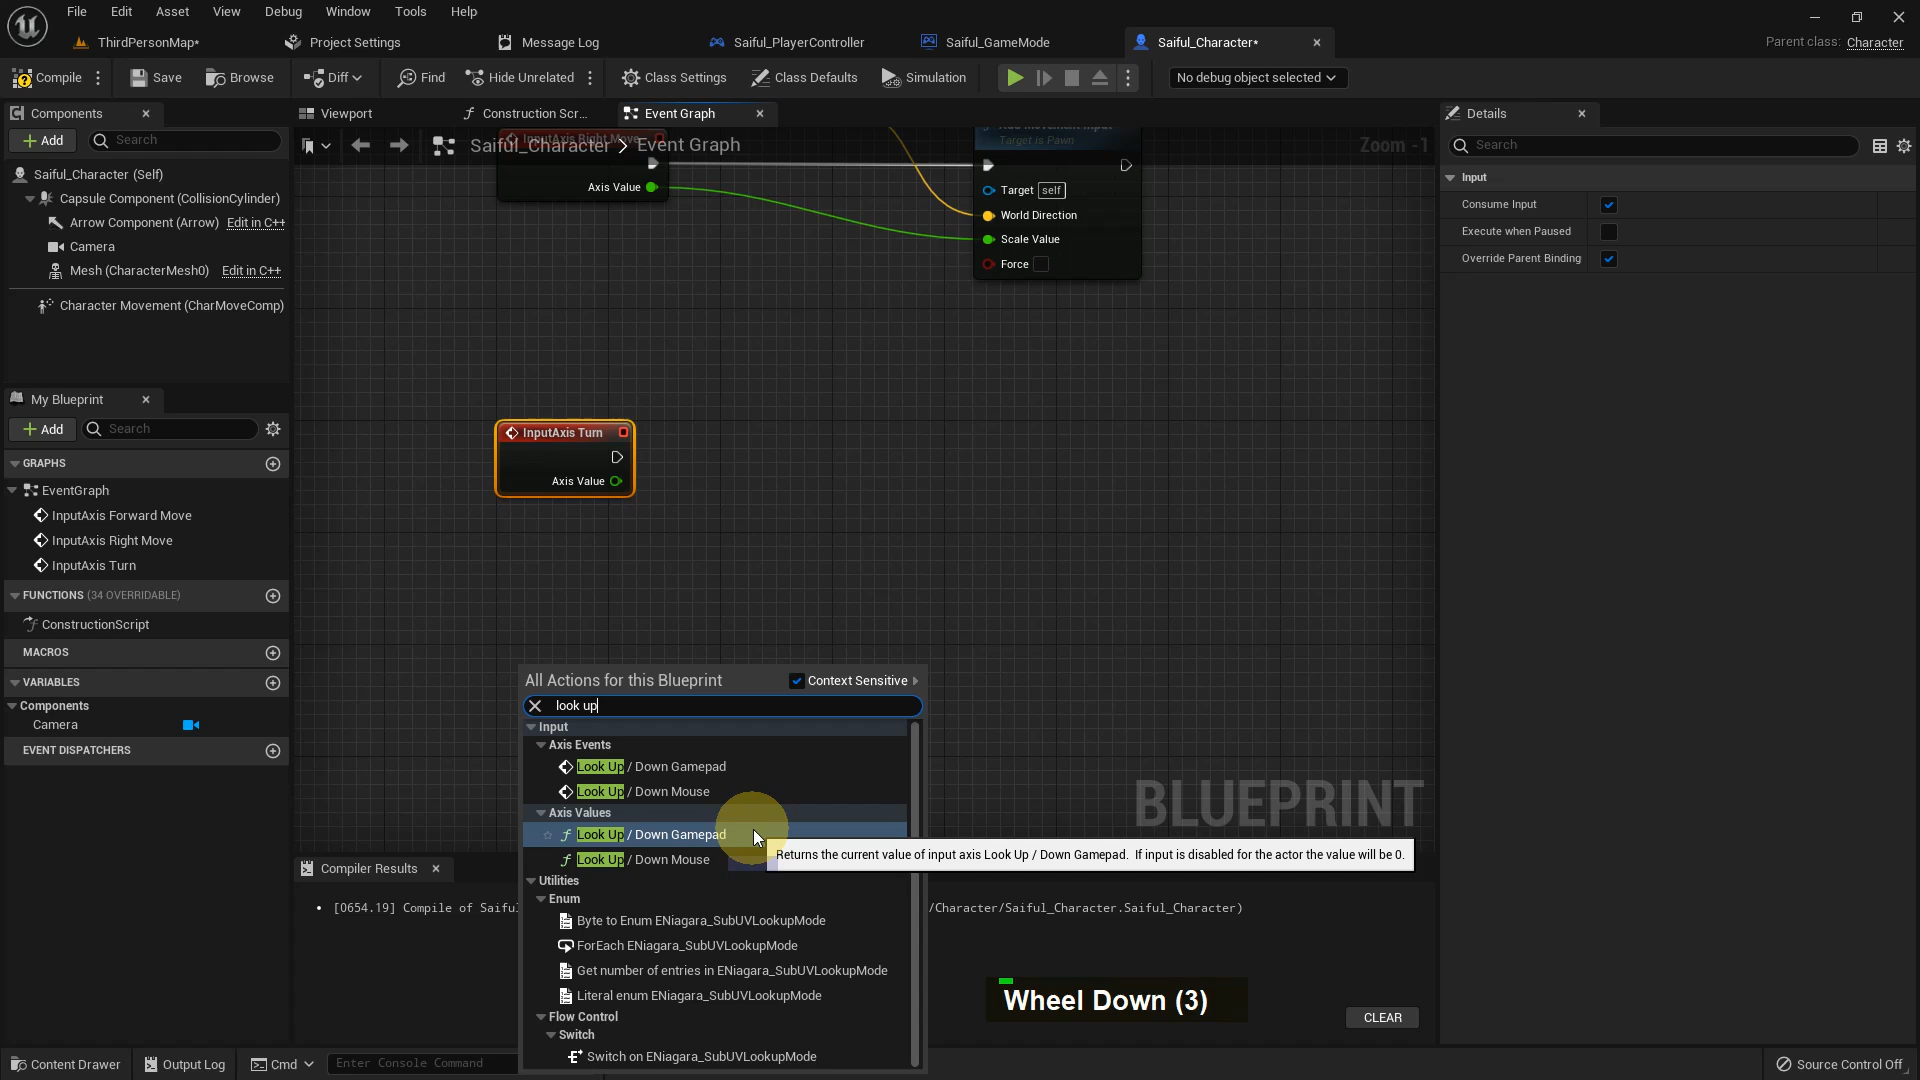 File Edit Asset View Debug Window Tools Help
ThirdPersonMap* Project Settings Message Log Saiful_PlayerController Saiful_GameMode Saiful_Character* Parent class: Character
Compile Save Browse Diff Find Hide Unrelated Class Settings Class Defaults Simulation No debug object selected
Components Viewport Construction Scr... Event Graph Details
Add Search Saiful_Character > Event Graph Zoom -1 Search
InputAxis Right Move
Target is Pawn
Saiful_Character (Self) Input
Capsule Component (CollisionCylinder) Axis Value Target self Consume Input
Arrow Component (Arrow) Edit in C++ World Direction Execute when Paused
Camera Scale Value Override Parent Binding
Mesh (CharacterMesh0) Edit in C++ Force
Character Movement (CharMoveComp)
My Blueprint
Add Search InputAxis Turn
GRAPHS
EventGraph Axis Value
InputAxis Forward Move
InputAxis Right Move
InputAxis Turn
FUNCTIONS (34 OVERRIDABLE)
ConstructionScript
MACROS
VARIABLES All Actions for this Blueprint Context Sensitive
Components look up
Camera Input
EVENT DISPATCHERS Axis Events
Look Up / Down Gamepad
Look Up / Down Mouse BLUEPRINT
Axis Values
Look Up / Down Gamepad
Returns the current value of input axis Look Up / Down Gamepad. If input is disabled for the actor the value will be 0.
Look Up / Down Mouse
Compiler Results
Utilities
Enum
[0654.19] Compile of Saiful /Character/Saiful_Character.Saiful_Character)
Byte to Enum ENiagara_SubUVLookupMode
ForEach ENiagara_SubUVLookupMode
Get number of entries in ENiagara_SubUVLookupMode
Literal enum ENiagara_SubUVLookupMode
Wheel Down (3)
Flow Control CLEAR
Switch
Switch on ENiagara_SubUVLookupMode
Content Drawer Output Log Cmd Enter Console Command Source Control Off